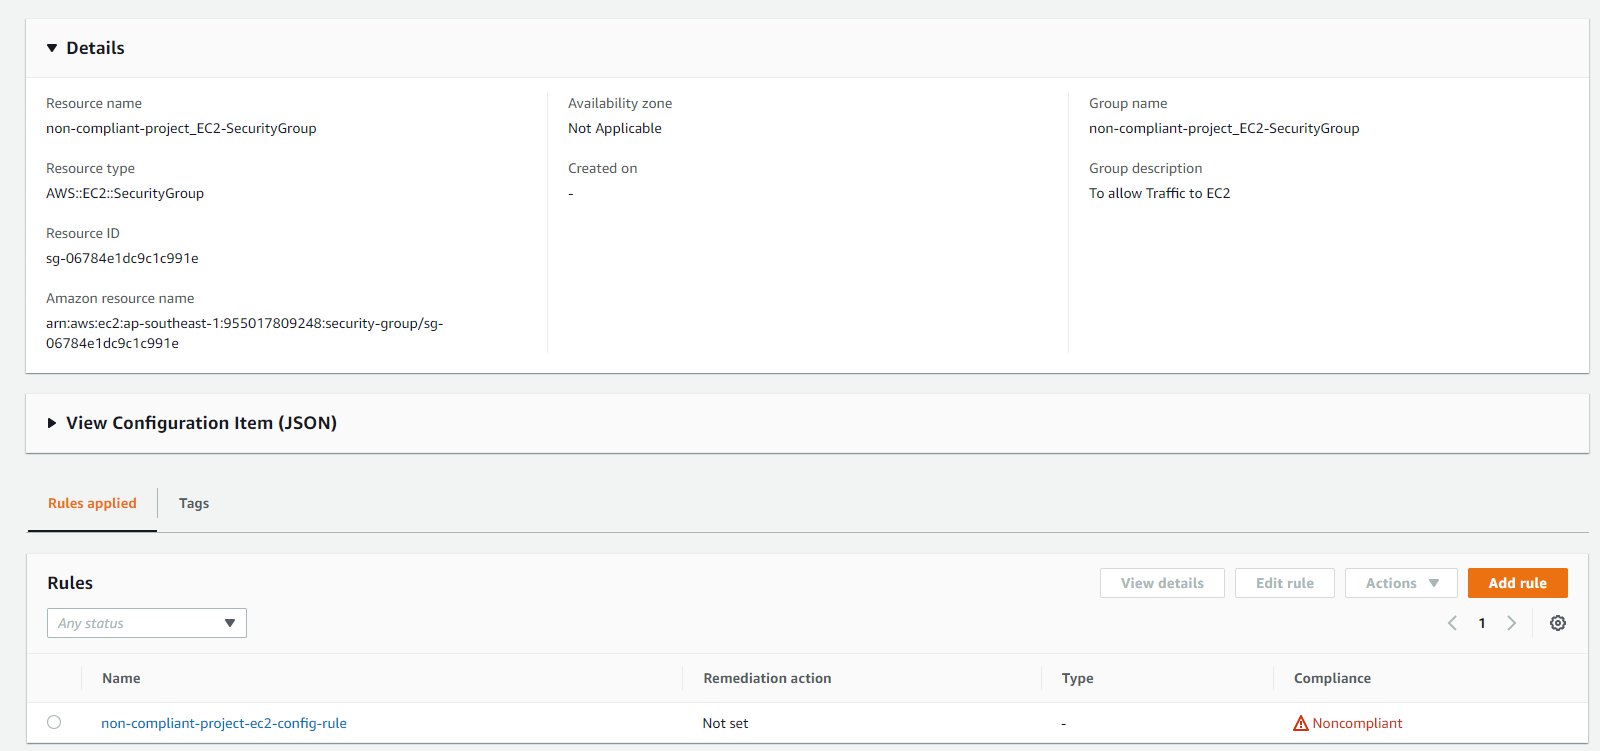 Details
Resource name
non-compliant-project_EC2-SecurityGroup
Resource type
AWS::EC2::SecurityGroup
Resource ID
sg-06784e1dc9c1c991e
Amazon resource name
arn:aws:ec2:ap-southeast-1:955017809248:security-group/sg-
06784e1dc9c1c991e
Availability zone
Not Applicable
Created on
-
Group name
non-compliant-project_EC2-SecurityGroup
Group description
To allow Traffic to EC2
View Configuration Item (JSON)
Rules applied
Tags
Rules
View details
Edit rule
Actions
Add rule
Any status
1
Name
Remediation action
Type
Compliance
non-compliant-project-ec2-config-rule
Not set
-
Noncompliant